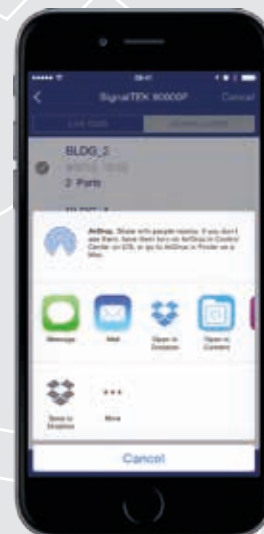 SignalTEK
Cancel
BLDG_2
2 Ports
AirDrop. Share with people nearby. If you don't
see them, have them turn on AirDrop in Control
Center on iOS, or go to AirDrop in Finder on a
Mac.
Message
Mail
Open in
Dropbox
Open in
Connect
Save to
Dropbox
More
Cancel